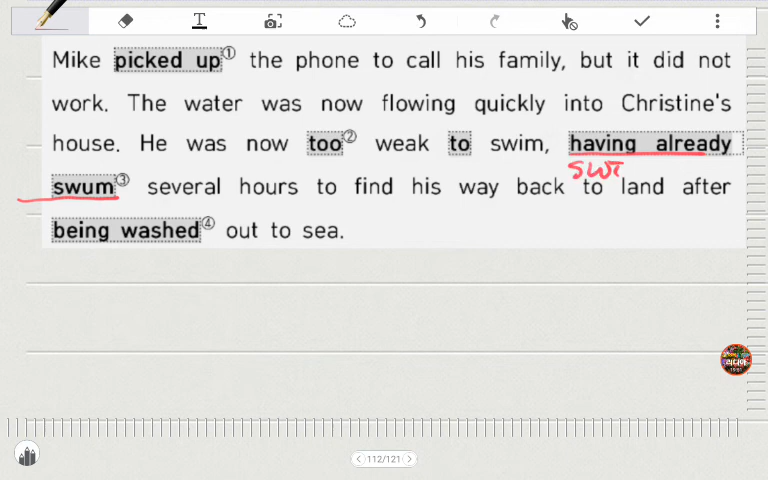 Mike picked up① the phone to call his family, but it did not
work. The water was now flowing quickly into Christine's
house. He was now too② weak to swim, having already
swum③ several hours to find his way back to land after
being washed④ out to sea.
112/121